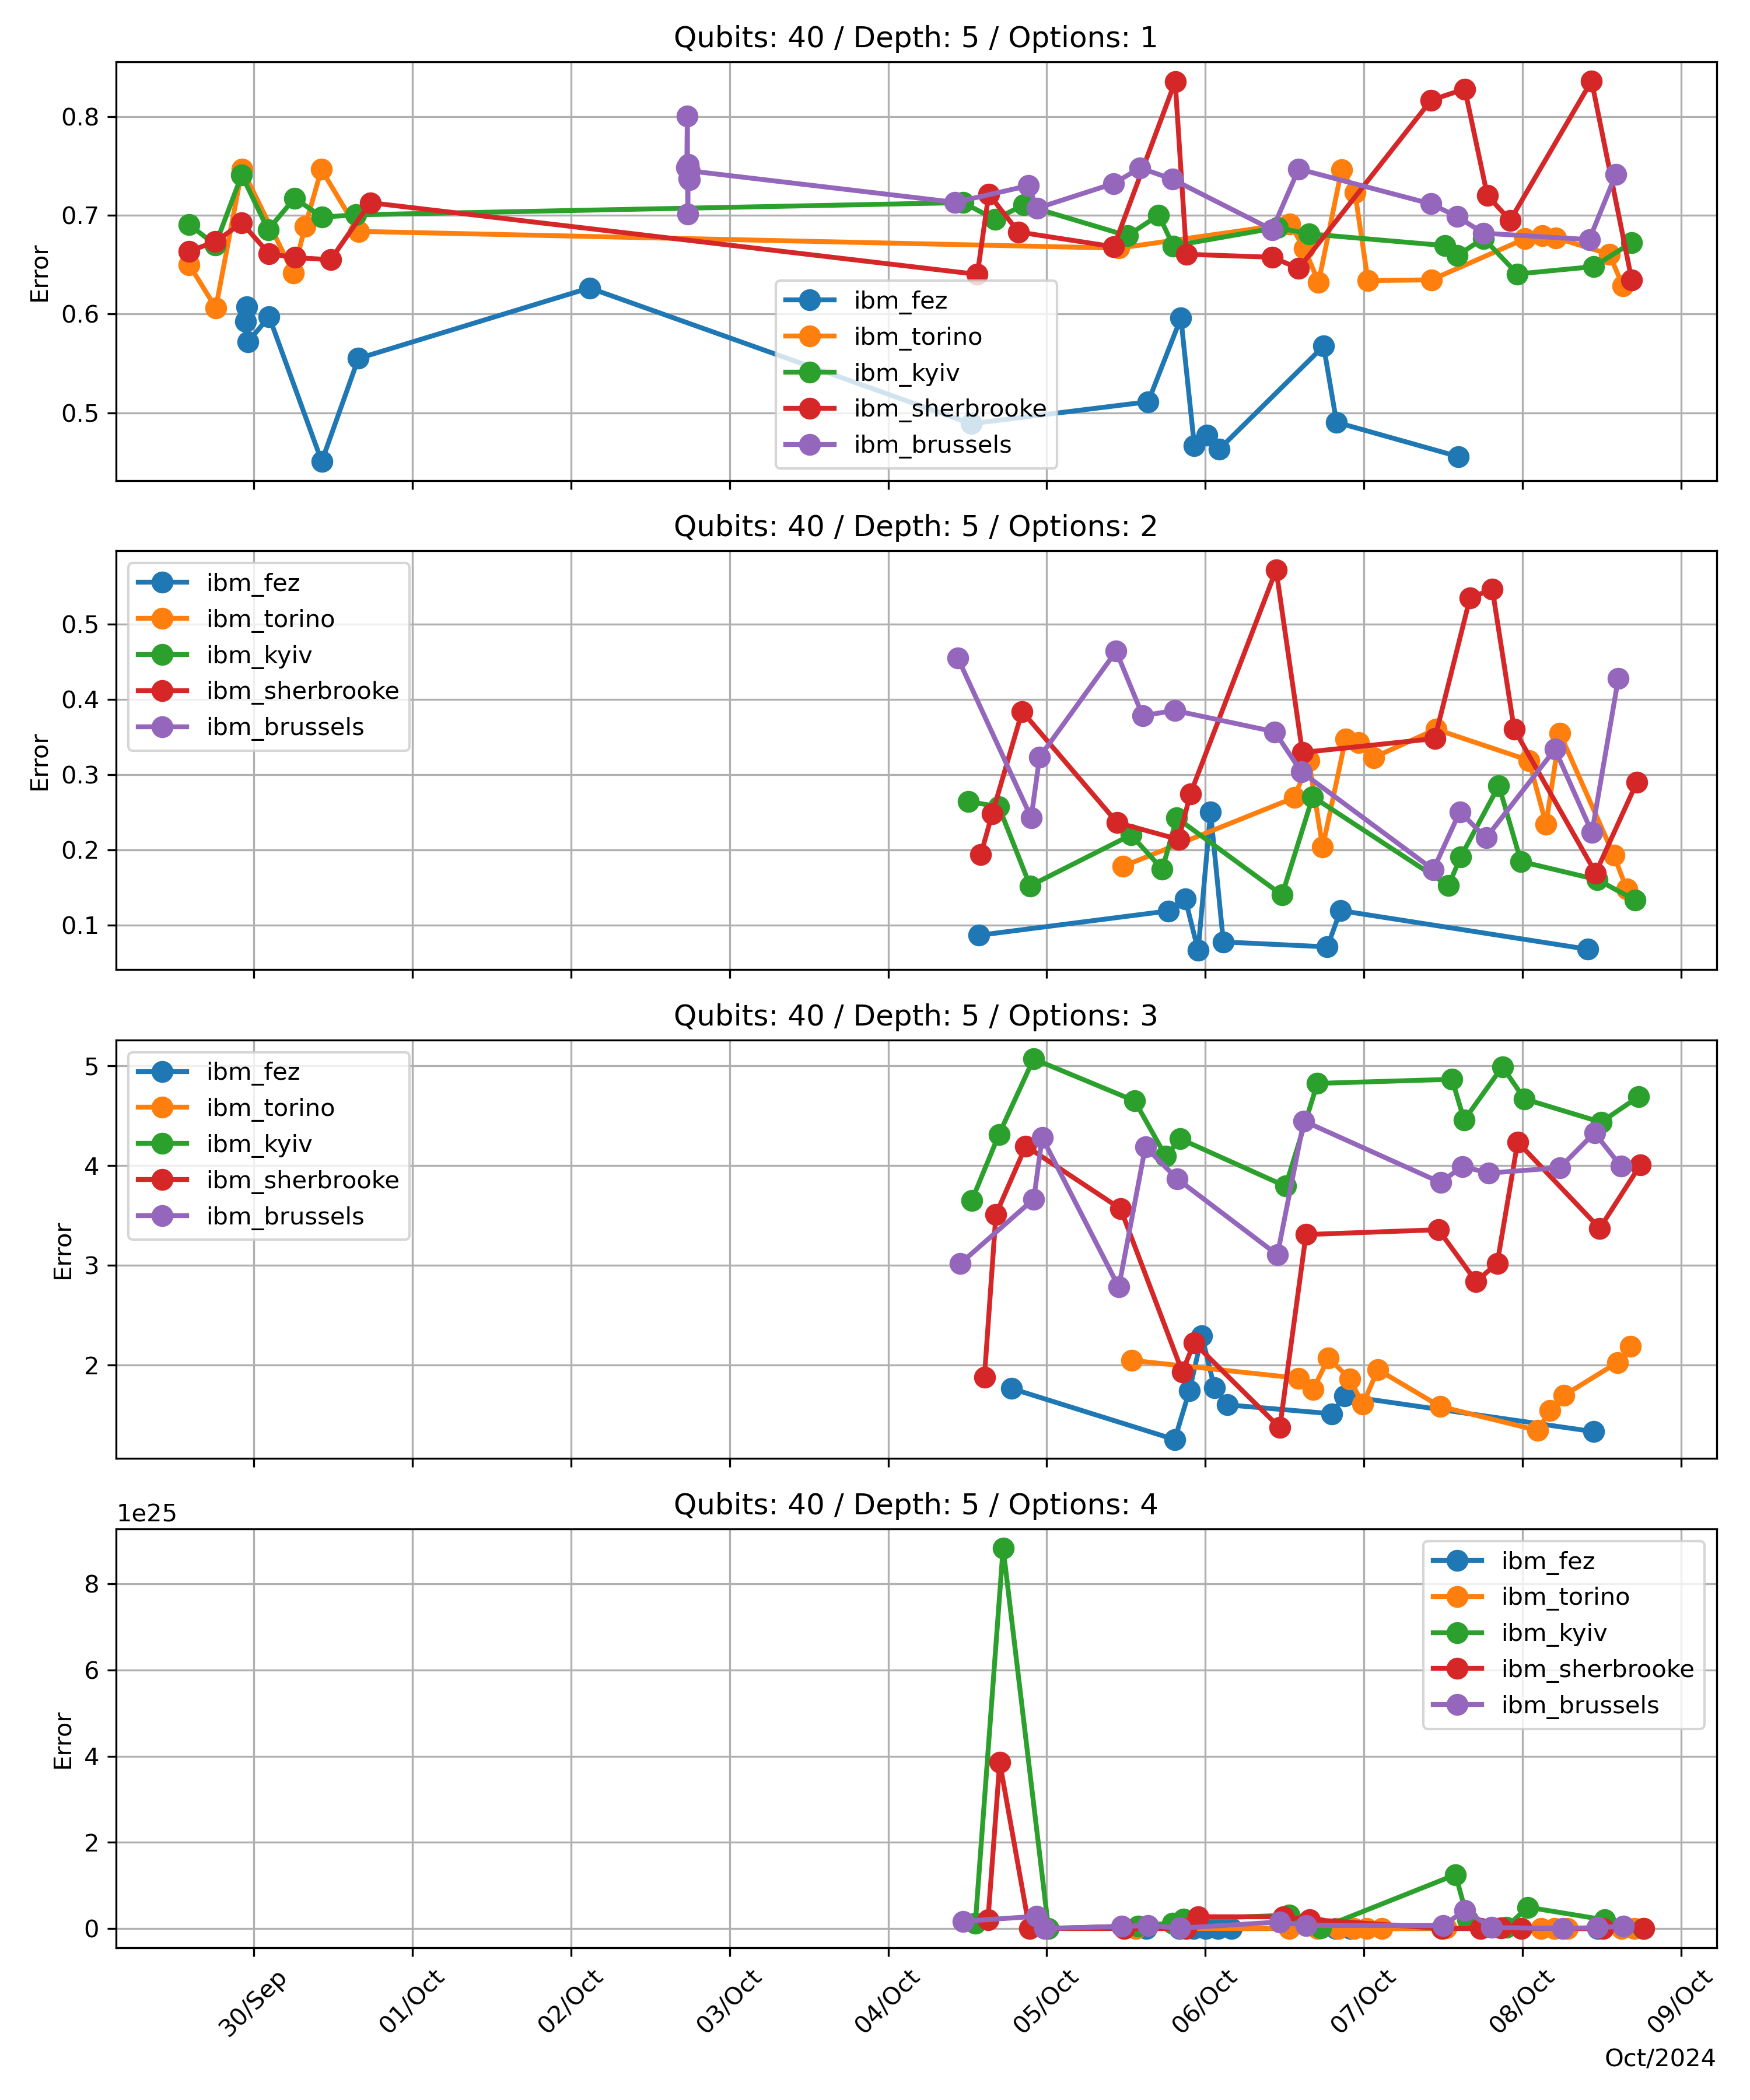 Qubits: 40 / Depth: 5 / Options: 1
0.8
0.7
0.6
0.5
Error
ibm_fez
ibm_torino
ibm_kyiv
ibm_sherbrooke
ibm_brussels
Qubits: 40 / Depth: 5 / Options: 2
0.5
0.4
0.3
0.2
0.1
Error
ibm_fez
ibm_torino
ibm_kyiv
ibm_sherbrooke
ibm_brussels
Qubits: 40 / Depth: 5 / Options: 3
5
4
3
2
Error
ibm_fez
ibm_torino
ibm_kyiv
ibm_sherbrooke
ibm_brussels
1e25
Qubits: 40 / Depth: 5 / Options: 4
8
6
4
2
0
Error
ibm_fez
ibm_torino
ibm_kyiv
ibm_sherbrooke
ibm_brussels
30/Sep 01/Oct 02/Oct 03/Oct 04/Oct 05/Oct 06/Oct 07/Oct 08/Oct 09/Oct
Oct/2024